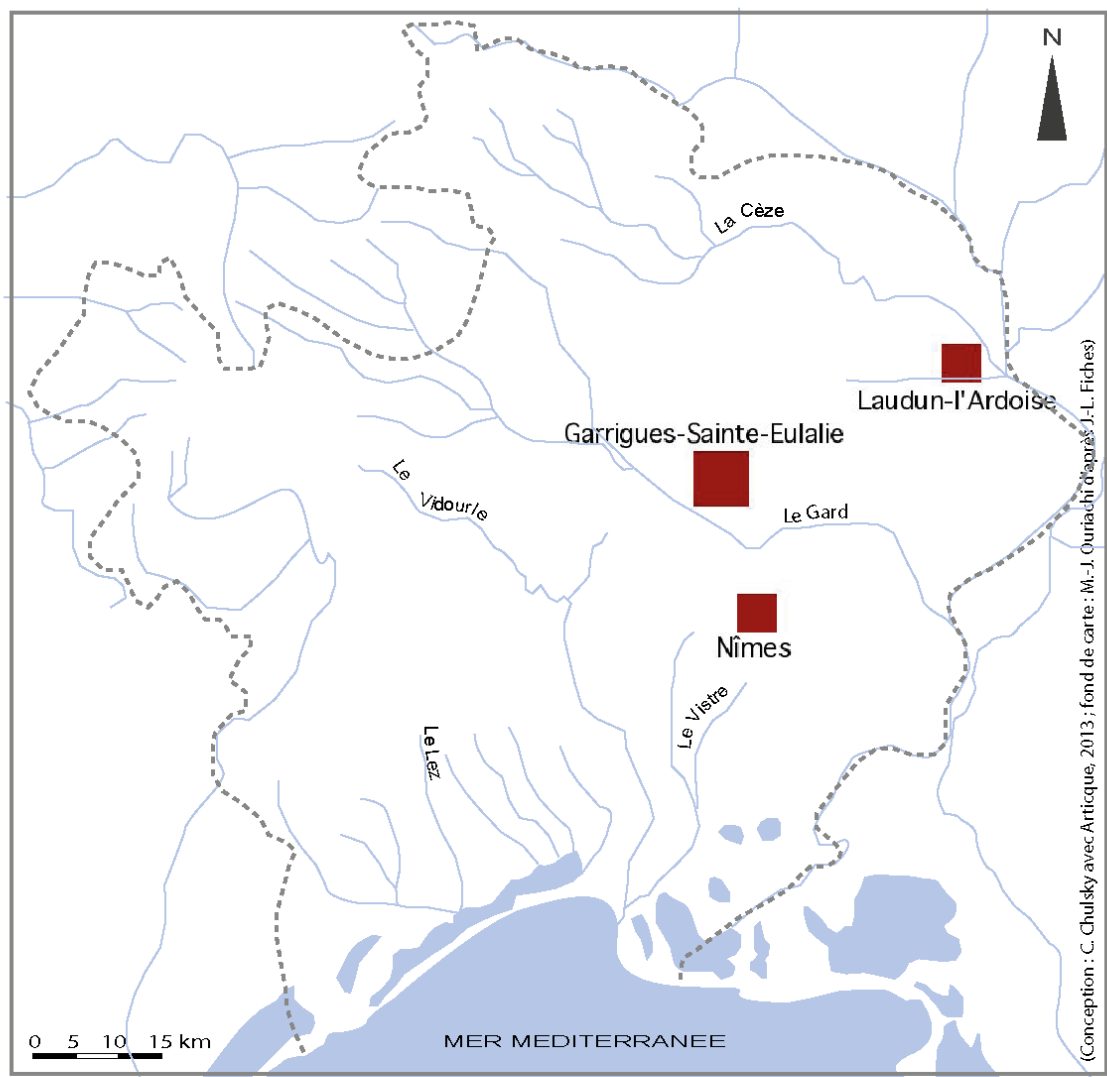 N
La Cèze
Laudun-l'Ardoise
Garrigues-Sainte-Eulalie
Le Vidourle
Le Gard
Nîmes
Le Vistre
Le Lez
(Conception : C. Chulsky avec Articque, 2013 ; fond de carte : M.-J. Ouriachi d'après J.-L. Fiches)
0 5 10 15 km
MER MEDITERRANEE